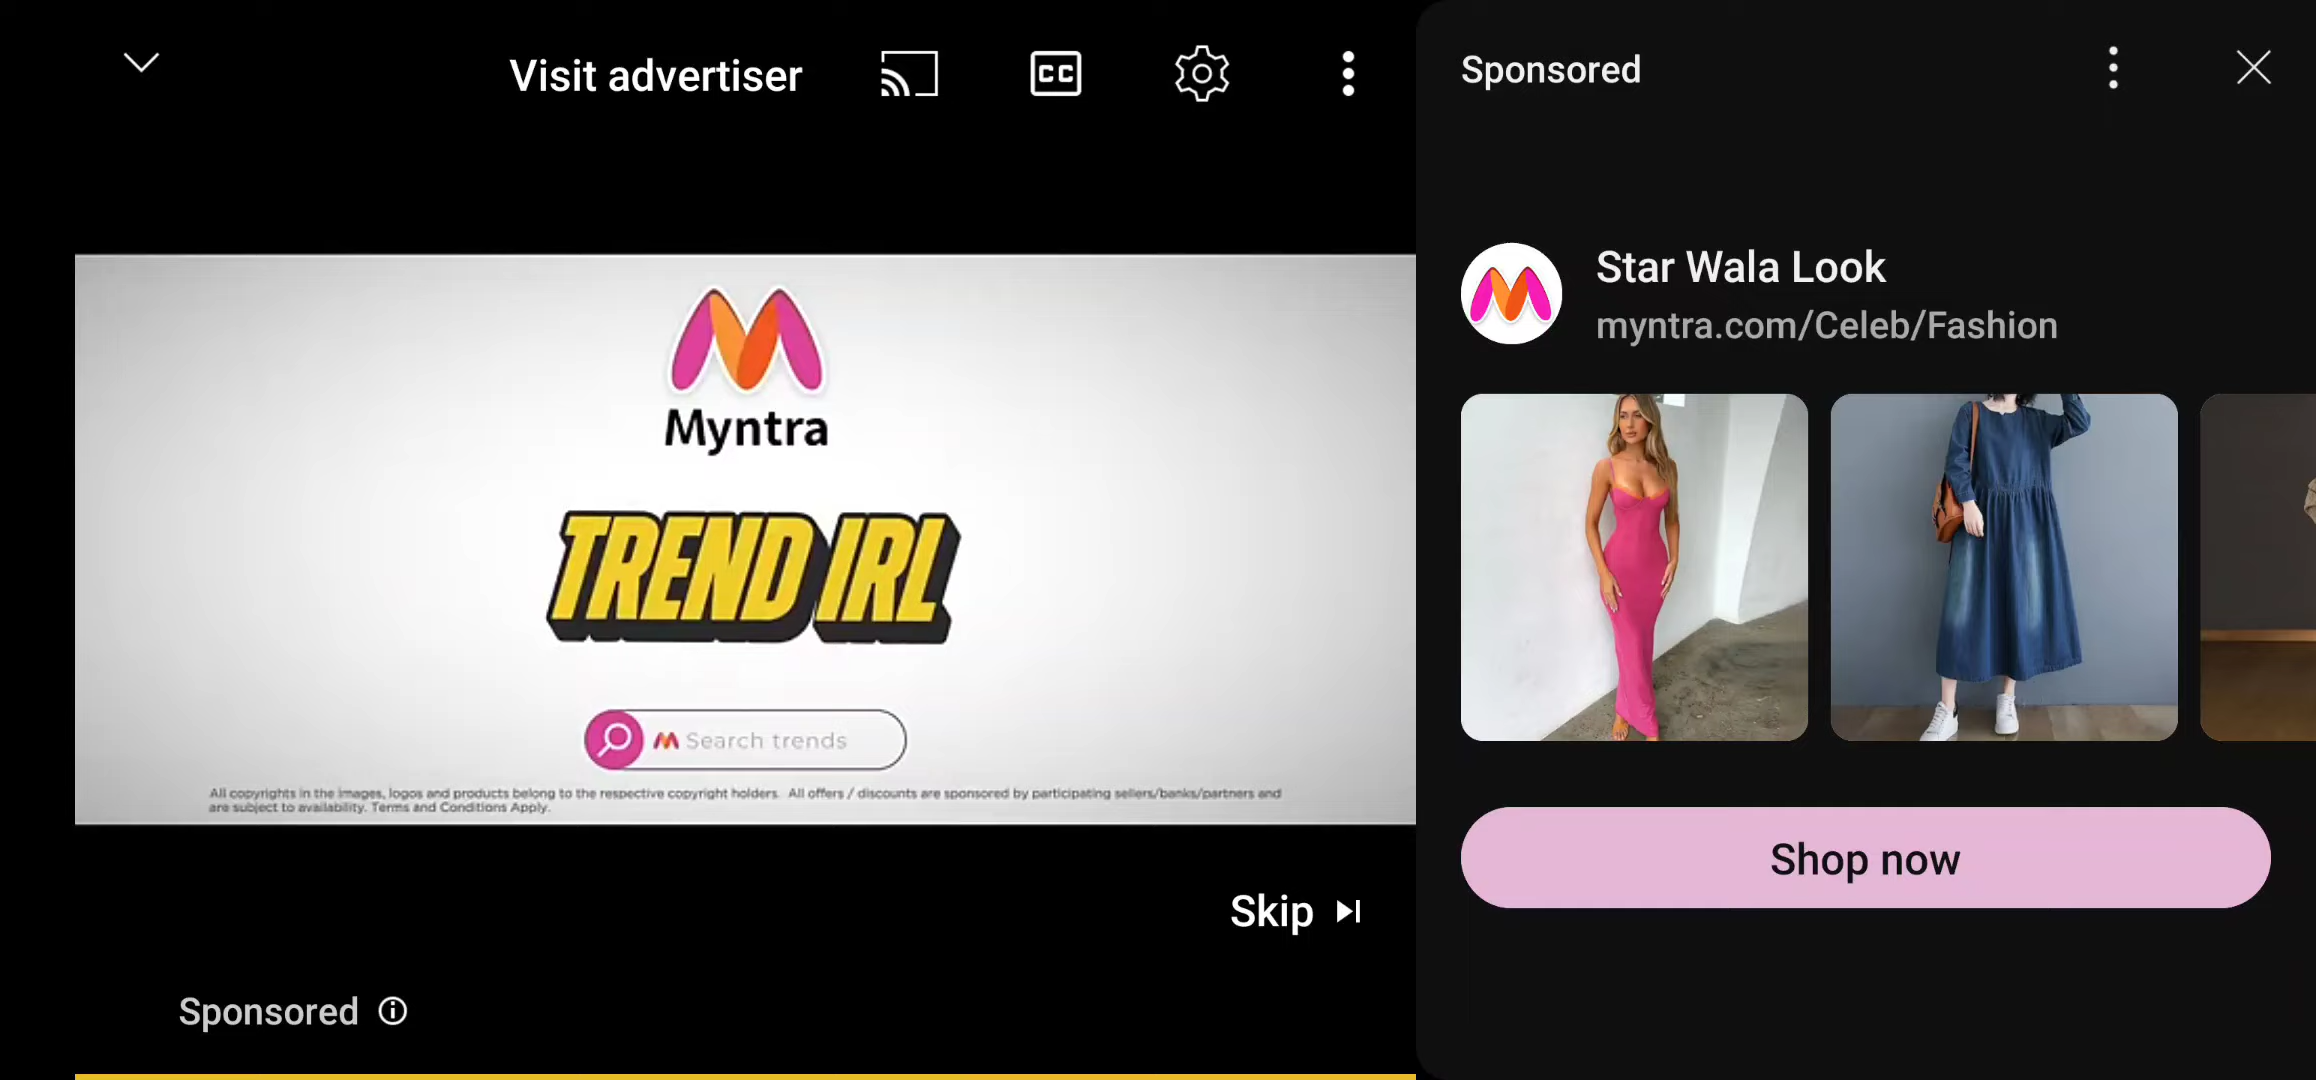 Visit advertiser
CC
Myntra
TREND IRL
Search trends
All copyrights in the images, logos and products belong to the respective copyright holders. All offers / discounts are sponsored by participating sellers/banks/partners and
are subject to availability. Terms and Conditions Apply.
Skip
Sponsored
Sponsored
Star Wala Look
myntra.com/Celeb/Fashion
Shop now